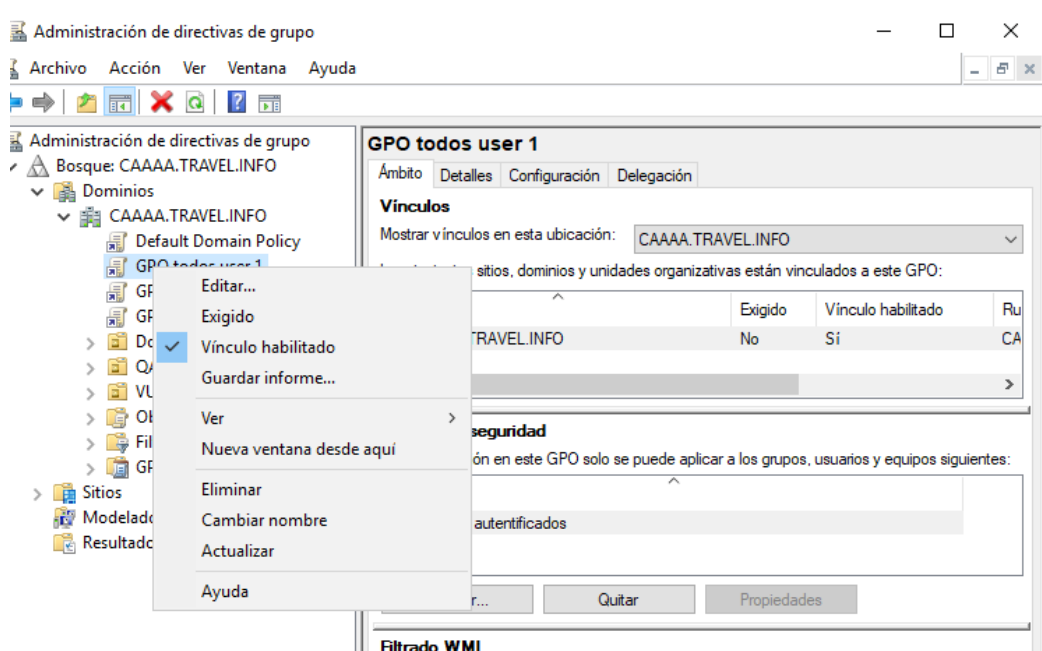 Administración de directivas de grupo
Archivo Acción Ver Ventana Ayuda
Administración de directivas de grupo
Bosque: CAAAA.TRAVEL.INFO
Dominios
CAAAA.TRAVEL.INFO
Default Domain Policy
GPO todos user 1
Sitios
Editar...
Exigido
Vínculo habilitado
Guardar informe...
Ver
Nueva ventana desde aquí
Eliminar
Cambiar nombre
Actualizar
Ayuda
GPO todos user 1
Ámbito Detalles Configuración Delegación
Vínculos
Mostrar vínculos en esta ubicación: CAAAA.TRAVEL.INFO
sitios, dominios y unidades organizativas están vinculados a este GPO:
Exigido Vínculo habilitado Ru
TRAVEL.INFO No Sí CA
seguridad
ón en este GPO solo se puede aplicar a los grupos, usuarios y equipos siguientes:
autentificados
Quitar Propiedades
Filtrado WMI